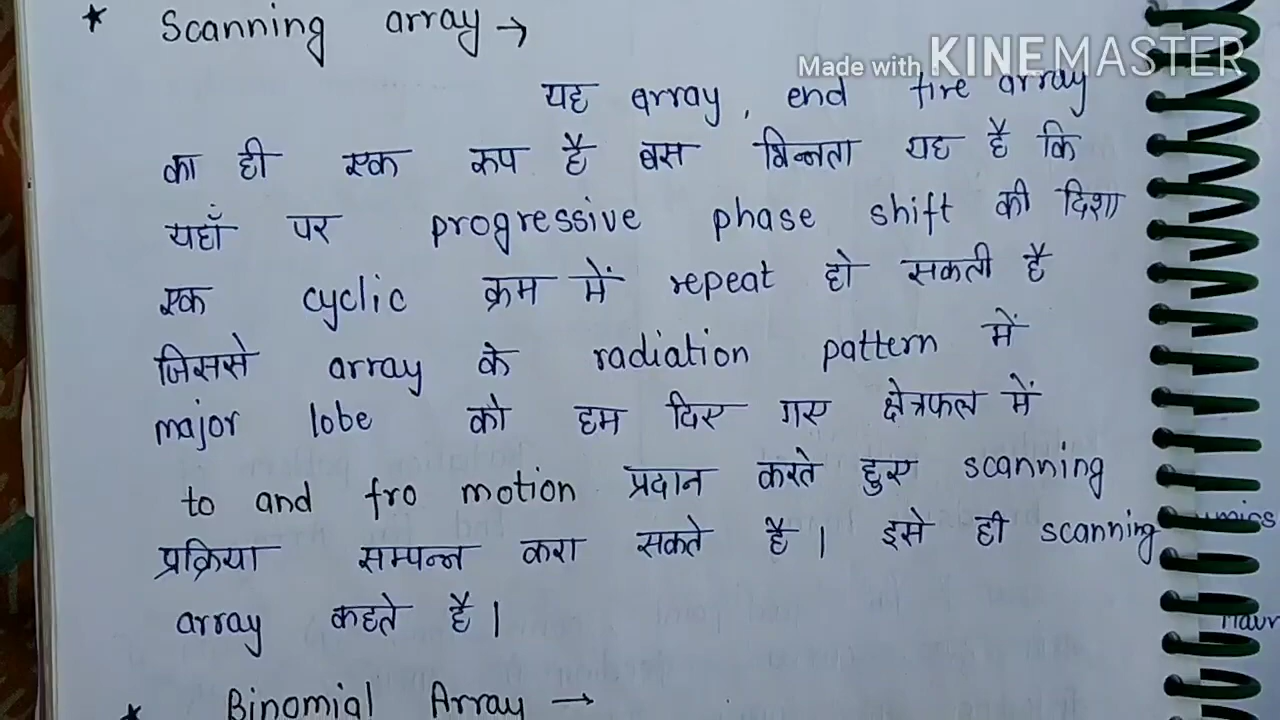 ★ Scanning array →
Made with KINEMASTER
यह array, end fire array
का ही एक रूप है बस भिन्नता यह है कि
यहाँ पर progressive phase shift की दिशा
एक cyclic क्रम में repeat हो सकती है
जिससे array के radiation pattern में
major lobe को हम दिए गए क्षेत्रफल में
to and fro motion प्रदान करते हुए scanning
प्रक्रिया सम्पन्न करा सकते है। इसे ही scanning
array कहते है।
★ Binomial Array →